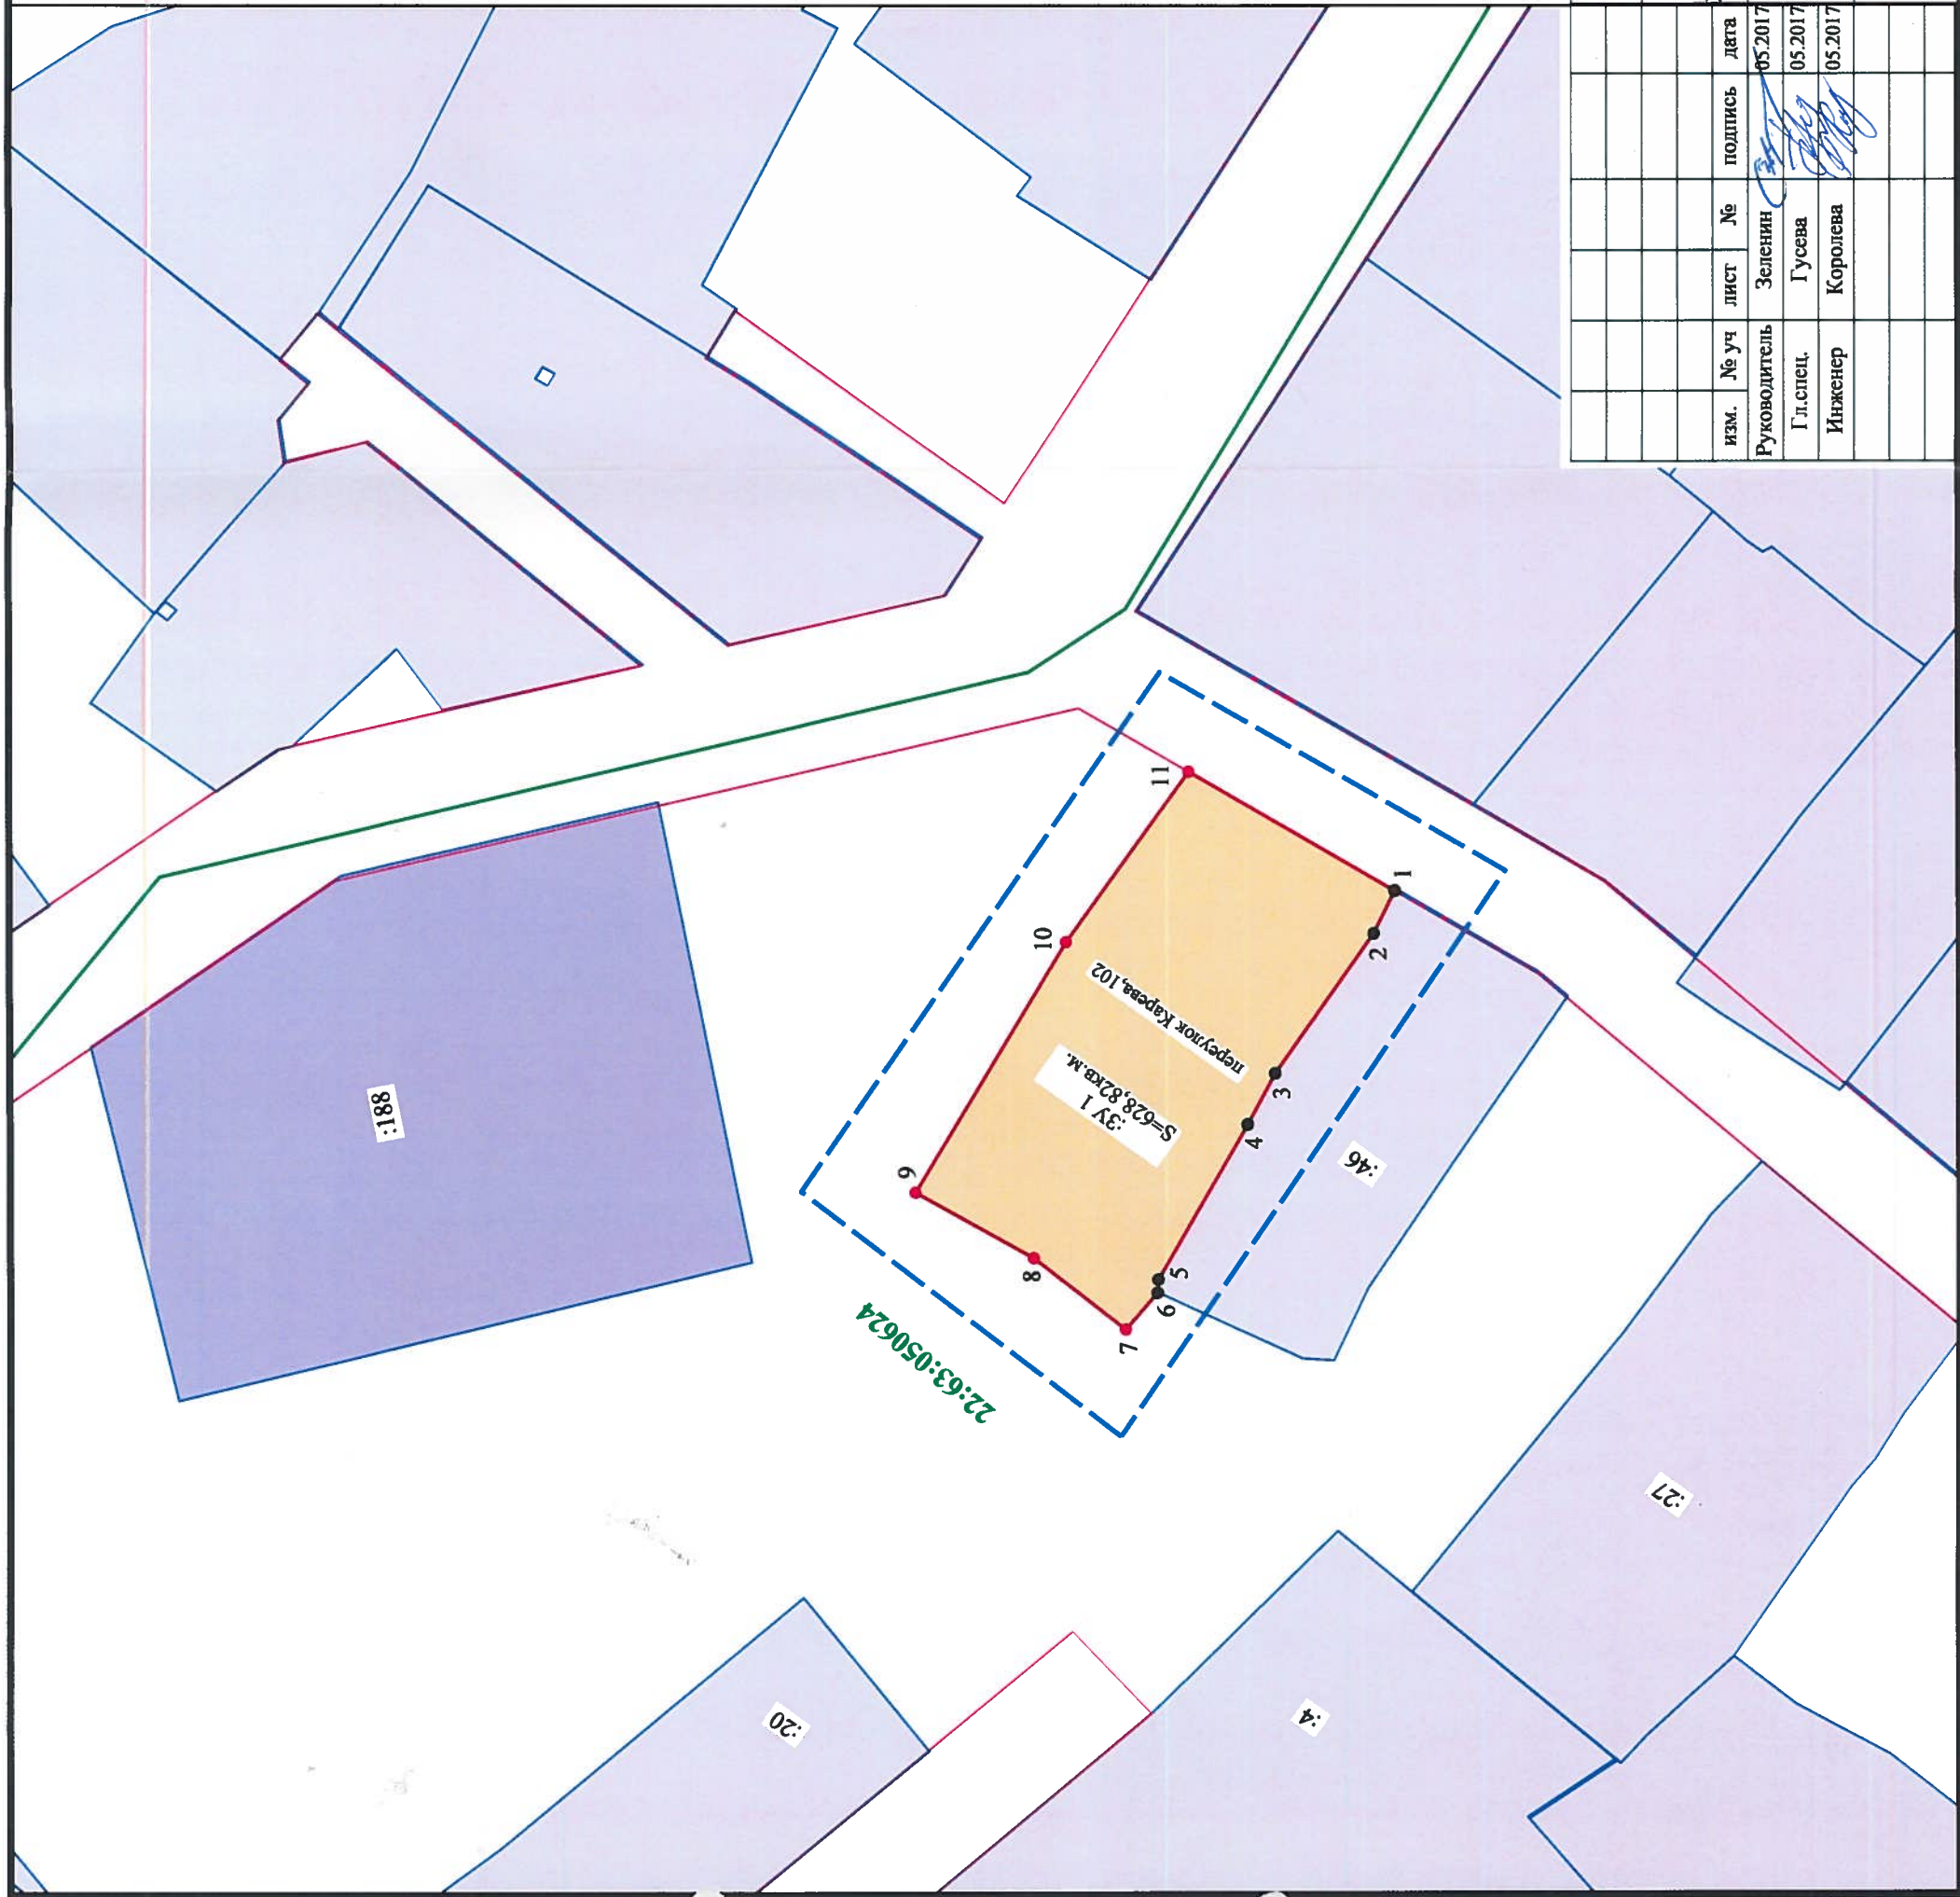 :188
11
10
9
8
7
6
5
4
3
2
1
переулок Карева,102
:ЗУ 1
S=628,82кв.м.
:46
22:63:050624
:27
:20
:4
изм. № уч лист № подпись дата
Руководитель Зеленин 05.2017
Гл.спец. Гусева 05.2017
Инженер Королева 05.2017